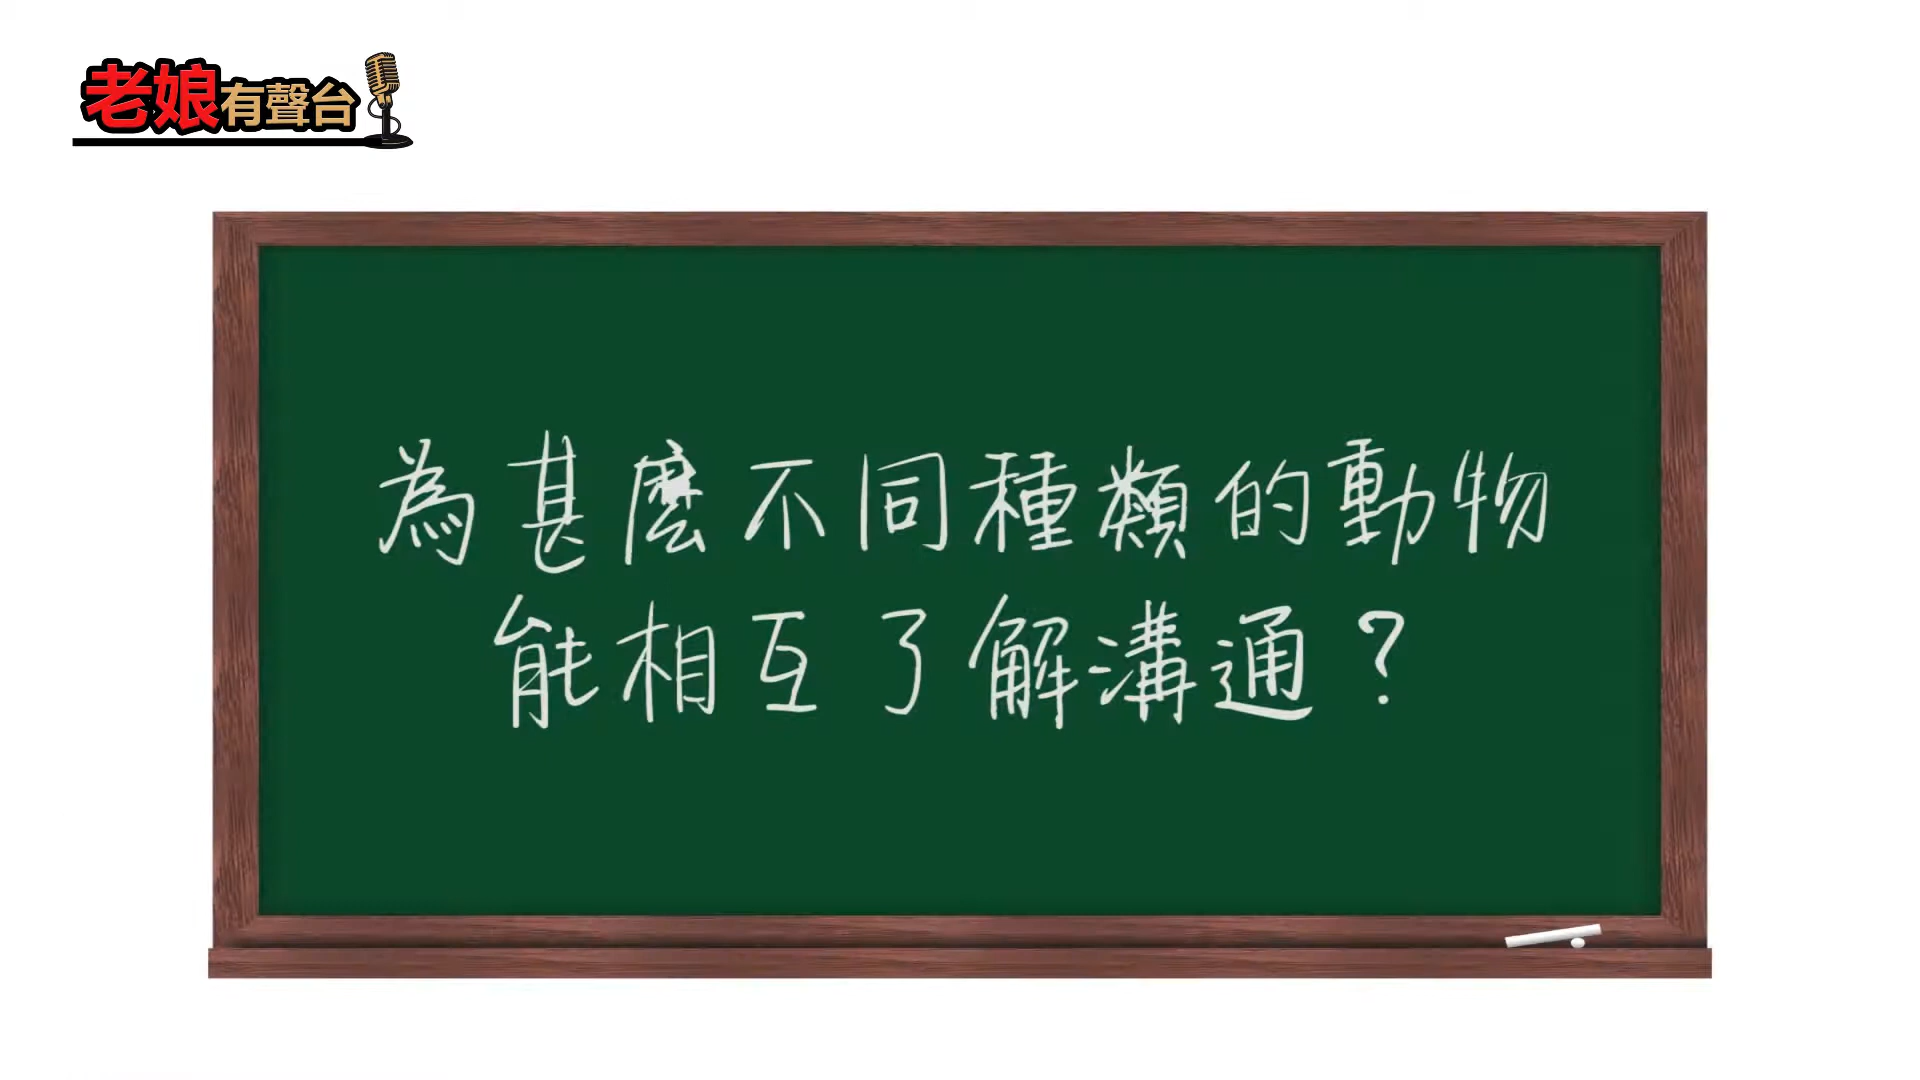 老娘有聲台
為甚麼不同種類的動物
能相互了解溝通？